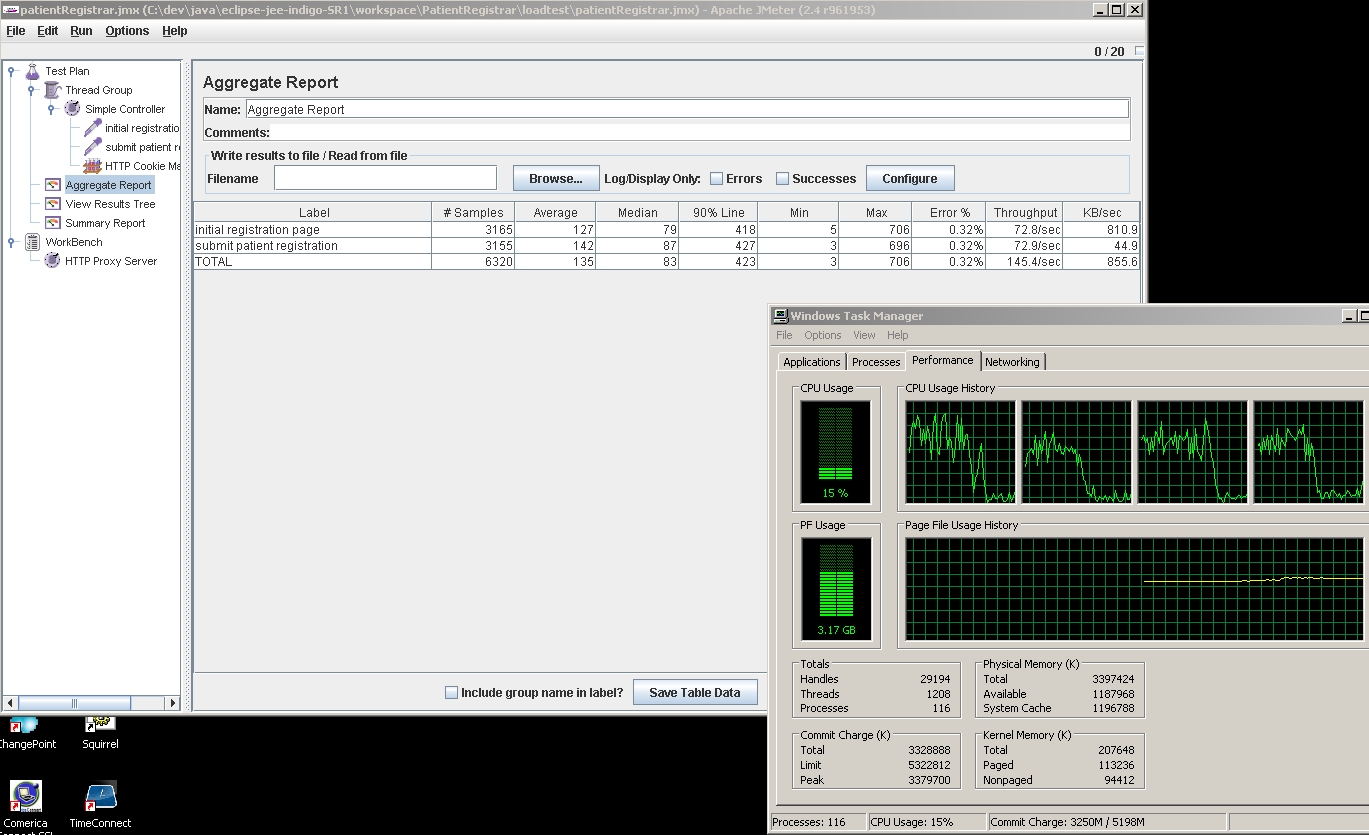 patientRegistrar.jmx (C:\dev\java\eclipse-jee-indigo-SR1\workspace\PatientRegistrar\loadtest\patientRegistrar.jmx) - Apache JMeter (2.4 r961953)
File Edit Run Options Help
0 / 20
Test Plan
Thread Group
Simple Controller
initial registratio
submit patient r
HTTP Cookie Ma
Aggregate Report
View Results Tree
Summary Report
WorkBench
HTTP Proxy Server
Aggregate Report
Name: Aggregate Report
Comments:
Write results to file / Read from file
Filename Browse... Log/Display Only: Errors Successes Configure
Label # Samples Average Median 90% Line Min Max Error % Throughput KB/sec
initial registration page 3165 127 79 418 5 706 0.32% 72.8/sec 810.9
submit patient registration 3155 142 87 427 3 696 0.32% 72.9/sec 44.9
TOTAL 6320 135 83 423 3 706 0.32% 145.4/sec 855.6
Include group name in label? Save Table Data
Windows Task Manager
File Options View Help
Applications Processes Performance Networking
CPU Usage CPU Usage History
15 %
PF Usage Page File Usage History
3.17 GB
Totals
Handles 29194
Threads 1208
Processes 116
Physical Memory (K)
Total 3397424
Available 1187968
System Cache 1196788
Commit Charge (K)
Total 3328888
Limit 5322812
Peak 3379700
Kernel Memory (K)
Total 207648
Paged 113236
Nonpaged 94412
Processes: 116 CPU Usage: 15% Commit Charge: 3250M / 5198M
ChangePoint Squirrel
Comerica TimeConnect